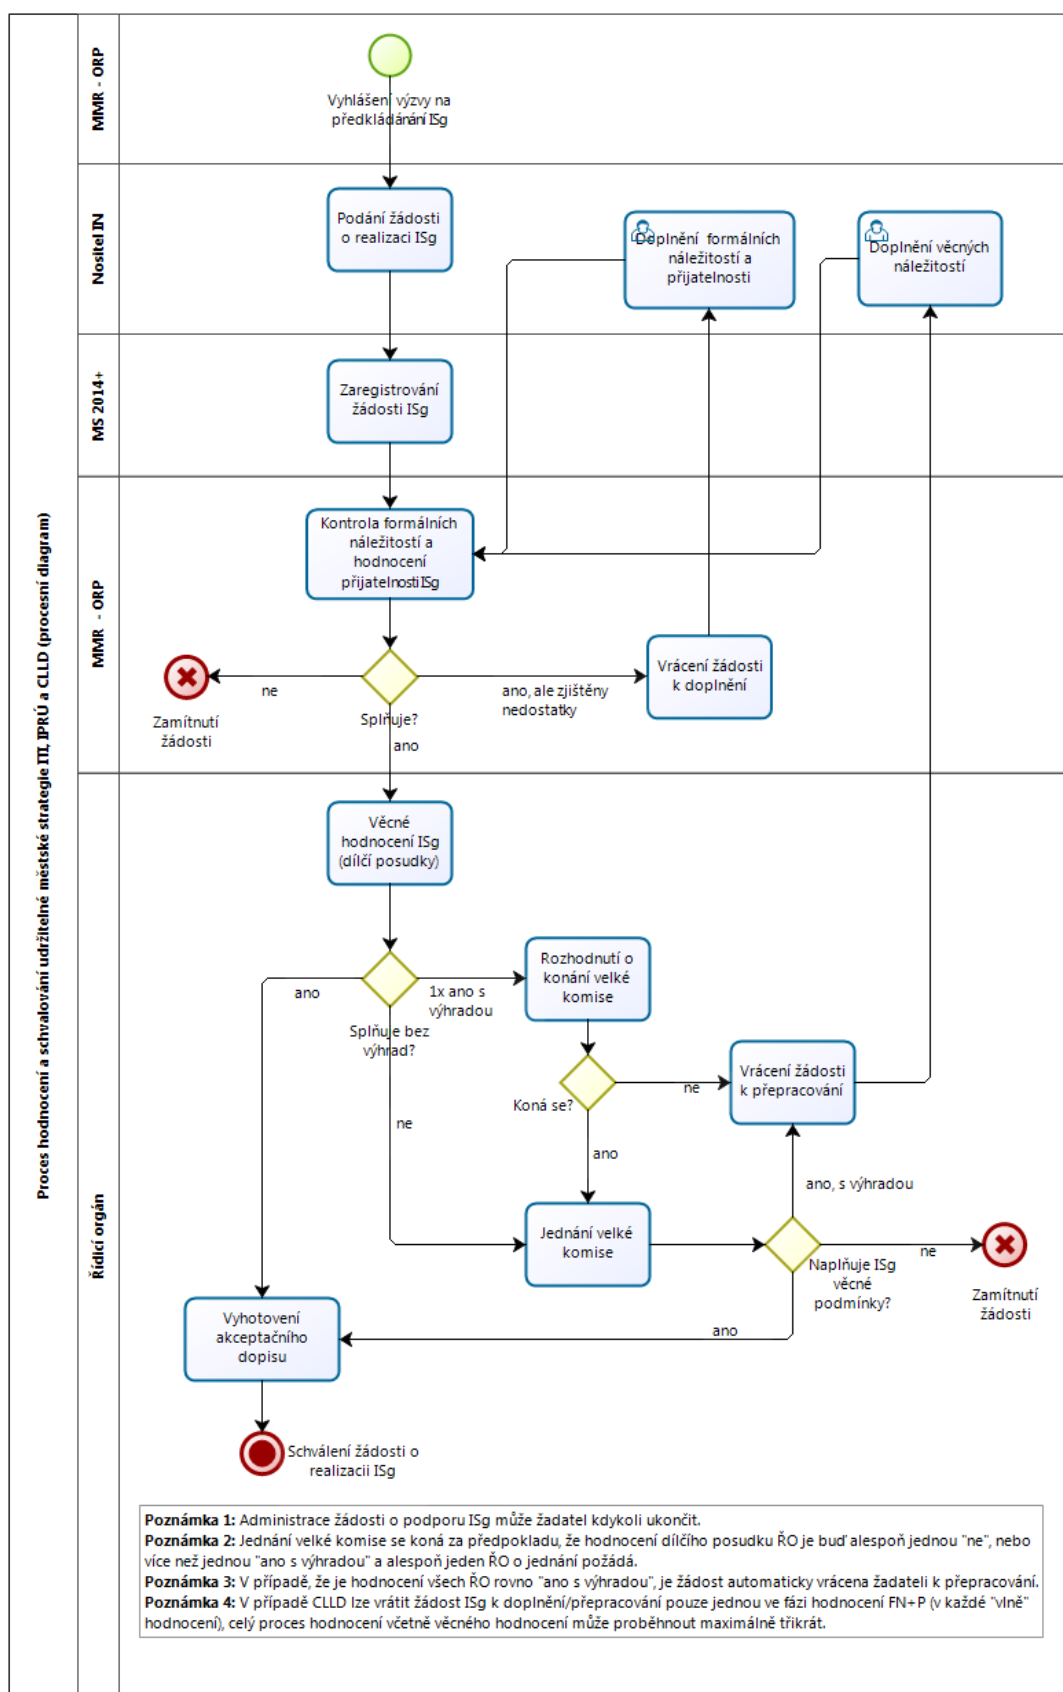 Proces hodnocení a schvalování udržitelné městské strategie ITI, IPRÚ a CLLD (procesní diagram)
MMR - ORP
Vyhlášení výzvy na
předkládánání ISg
Nositel IN
Podání žádosti
o realizaci ISg
Doplnění formálních
náležitostí a
přijatelnosti
Doplnění věcných
náležitostí
MS 2014+
Zaregistrování
žádosti ISg
MMR - ORP
Kontrola formálních
náležitostí a
hodnocení
přijatelnosti ISg
Splňuje?
ne
Zamítnutí
žádosti
ano, ale zjištěny
nedostatky
Vrácení žádosti
k doplnění
ano
Řídicí orgán
Věcné
hodnocení ISg
(dílčí posudky)
Splňuje bez
výhrad?
ano
1x ano s
výhradou
ne
Rozhodnutí o
konání velké
komise
Koná se?
ne
ano
Vrácení žádosti
k přepracování
ano, s výhradou
Jednání velké
komise
Naplňuje ISg
věcné
podmínky?
ne
Zamítnutí
žádosti
ano
Vyhotovení
akceptačního
dopisu
Schválení žádosti o
realizacii ISg
Poznámka 1: Administrace žádosti o podporu ISg může žadatel kdykoli ukončit.
Poznámka 2: Jednání velké komise se koná za předpokladu, že hodnocení dílčího posudku ŘO je buď alespoň jednou "ne", nebo
více než jednou "ano s výhradou" a alespoň jeden ŘO o jednání požádá.
Poznámka 3: V případě, že je hodnocení všech ŘO rovno "ano s výhradou", je žádost automaticky vrácena žadateli k přepracování.
Poznámka 4: V případě CLLD lze vrátit žádost ISg k doplnění/přepracování pouze jednou ve fázi hodnocení FN+P (v každé "vlně"
hodnocení), celý proces hodnocení včetně věcného hodnocení může proběhnout maximálně třikrát.